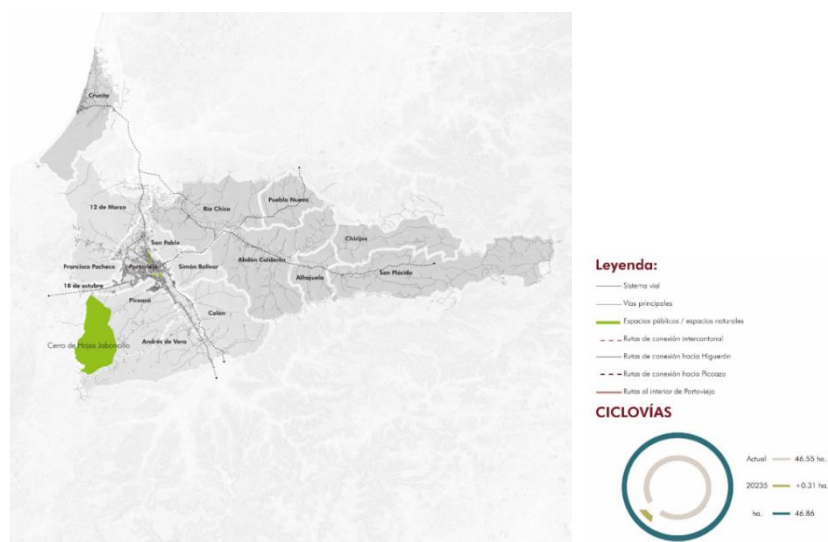 Crucita
12 de Marzo
Río Chico
Pueblo Nuevo
San Pablo
Chirijos
Francisco Pacheco
Portoviejo
Simón Bolívar
Abdón Calderón
San Plácido
Alhajuela
18 de octubre
Picoazá
Colón
Cerro de Hojas Jaboncillo
Andrés de Vera
Leyenda:
Sistema vial
Vías principales
Espacios públicos / espacios naturales
Rutas de conexión intercantonal
Rutas de conexión hacia Higuerón
Rutas de conexión hacia Picoaza
Rutas al interior de Portoviejo
CICLOVÍAS
Actual 46.55 ha.
20235 +0.31 ha.
ha. 46.86